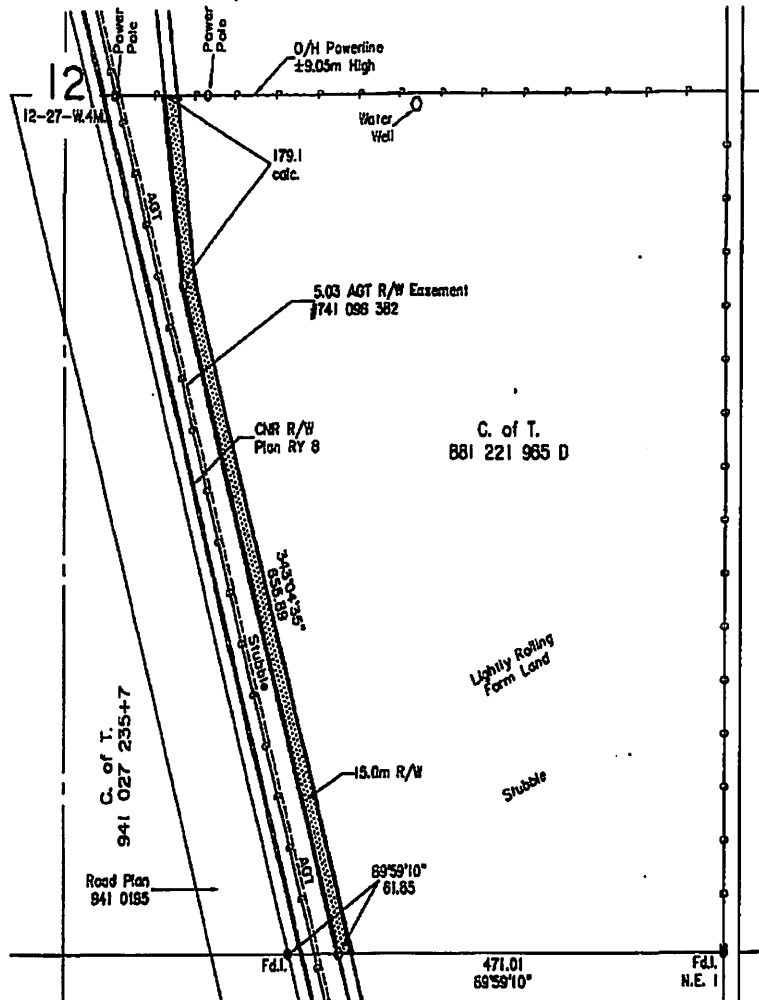 Power
Pole
Power
Pole
O/H Powerline
±9.05m High
12
12-27-W.4M.
Water
Well
179.1
calc.
AGT
5.03 AGT R/W Easement
#741 098 382
CNR R/W
Plan RY 8
C. of T.
881 221 965 D
343°04'35"
656.89
Stubble
Lightly Rolling
Farm Land
C. of T.
941 027 235+7
15.0m R/W
Stubble
Road Plan
941 0185
AGT
89°59'10"
61.85
Fd.I.
471.01
89°59'10"
Fd.I.
N.E. 1